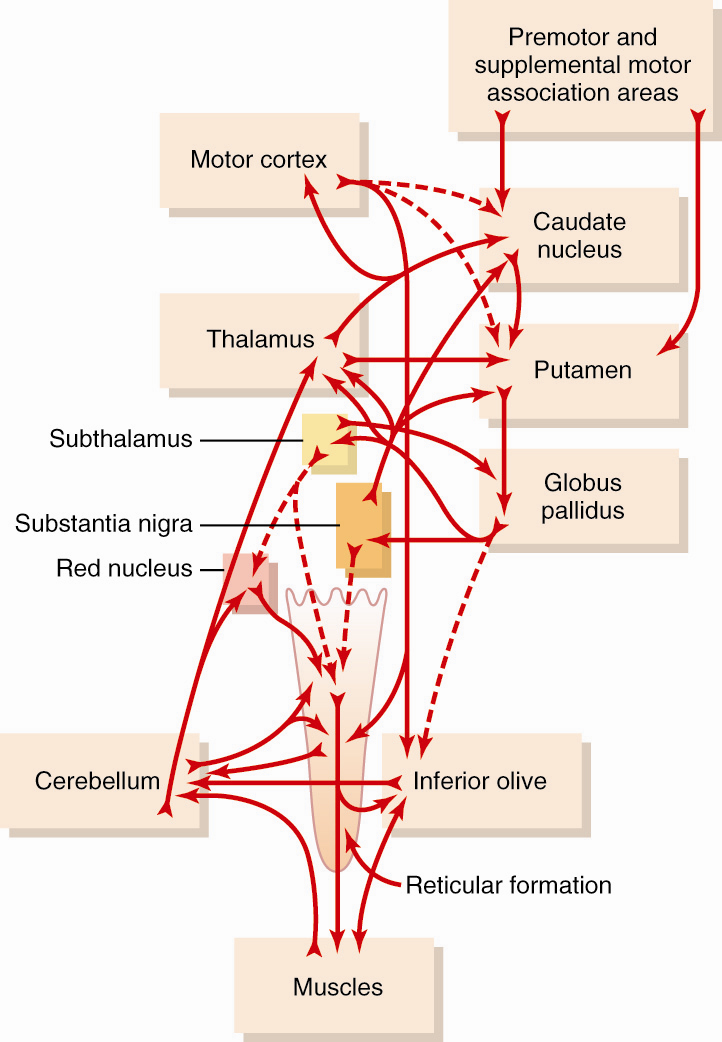 Premotor and
supplemental motor
association areas
Motor cortex
Caudate
nucleus
Thalamus
Putamen
Subthalamus
Globus
pallidus
Substantia nigra
Red nucleus
Cerebellum
Inferior olive
Reticular formation
Muscles